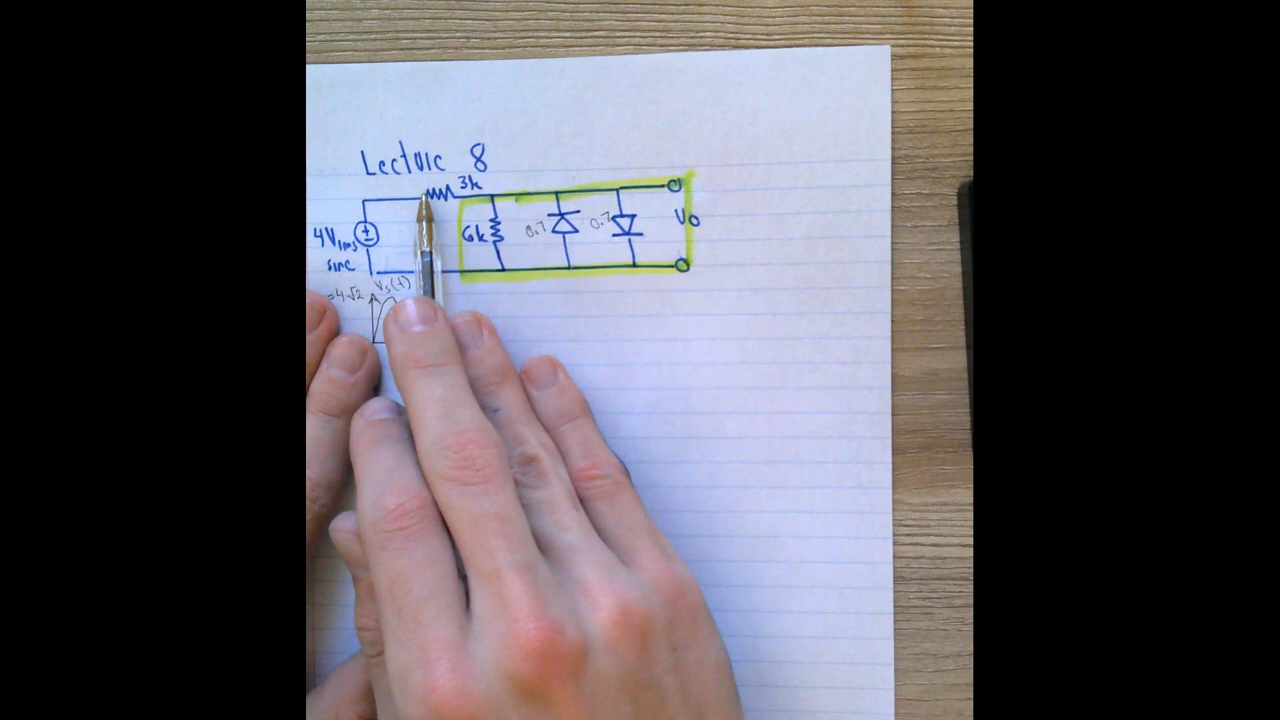 Lecture 8
3k
4Vrms
sine
6k
0.7
0.7
Vo
=4√2
Vs(t)